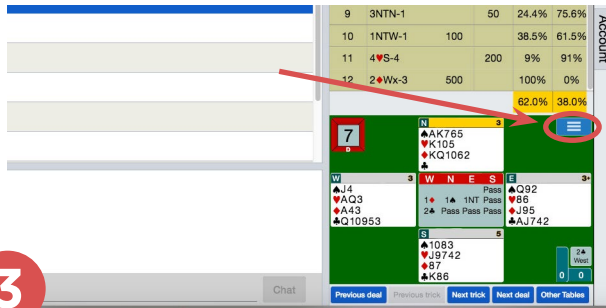 9 3NTN-1 50 24.4% 75.6%
10 1NTW-1 100 38.5% 61.5%
11 4♥S-4 200 9% 91%
12 2♦Wx-3 500 100% 0%
62.0% 38.0%
Account
7
D
N 3
♠AK765
♥K105
♦KQ1062
♣
W 3
♠J4
♥AQ3
♦A43
♣Q10953
W N E S
Pass
1♦ 1♠ 1NT Pass
2♣ Pass Pass Pass
E 3+
♠Q92
♥86
♦J95
♣AJ742
S 5
♠1083
♥J9742
♦87
♣K86
2♣
West
0 0
3
Chat
Previous deal Previous trick Next trick Next deal Other Tables